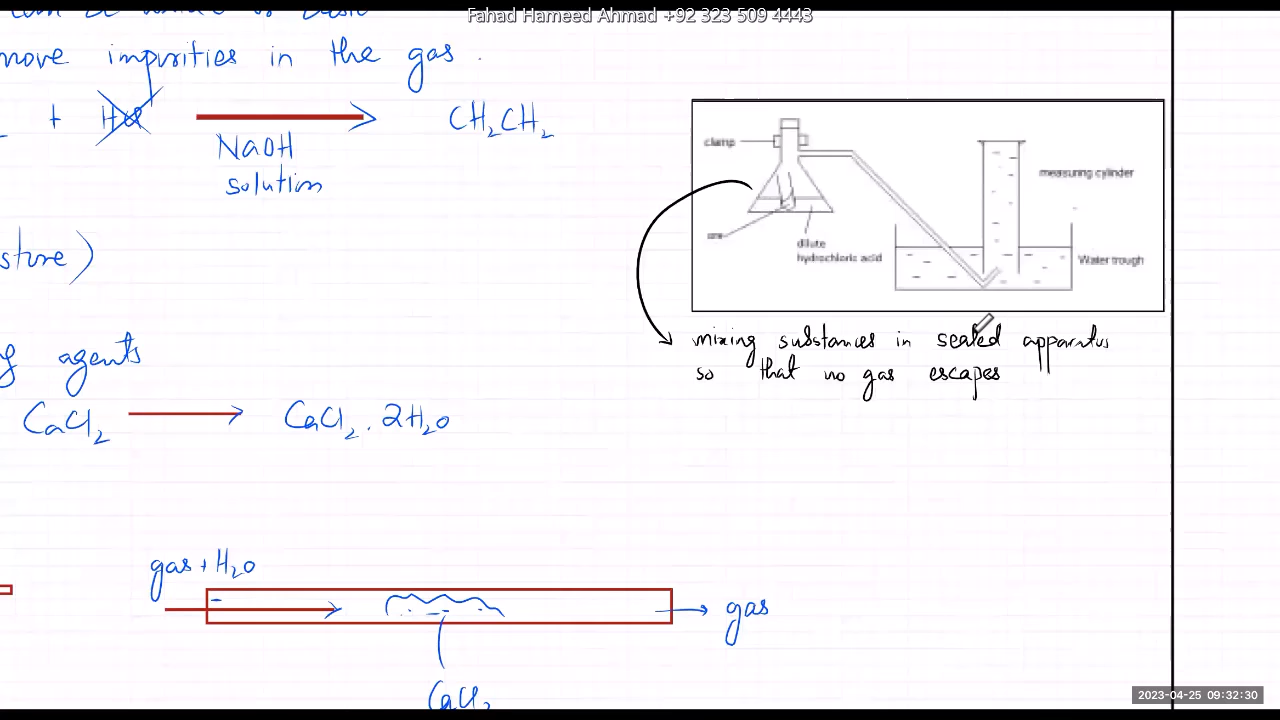 Fahad Hameed Ahmad +92 323 509 4443
move impurities in the gas.
+ HCl
NaOH
solution
CH₂CH₂
clamp
measuring cylinder
dilute
hydrochloric acid
Water trough
mixing substances in sealed apparatus
so that no gas escapes
agents
CaCl₂
CaCl₂. 2H₂O
gas + H₂O
gas
CaCl₂
2023-04-25 09:32:30